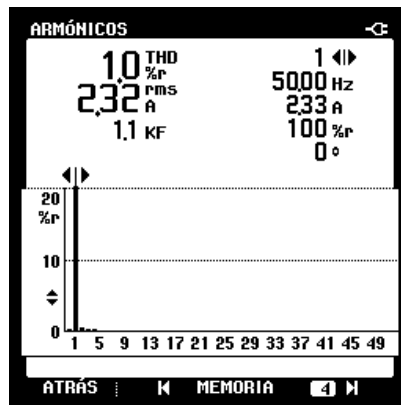 ARMÓNICOS
1,0 THD %r
2,32 rms A
1,1 KF
1
50,00 Hz
2,33 A
100 %r
0 °
20
%r
10
0
1 5 9 13 17 21 25 29 33 37 41 45 49
ATRÁS MEMORIA 4